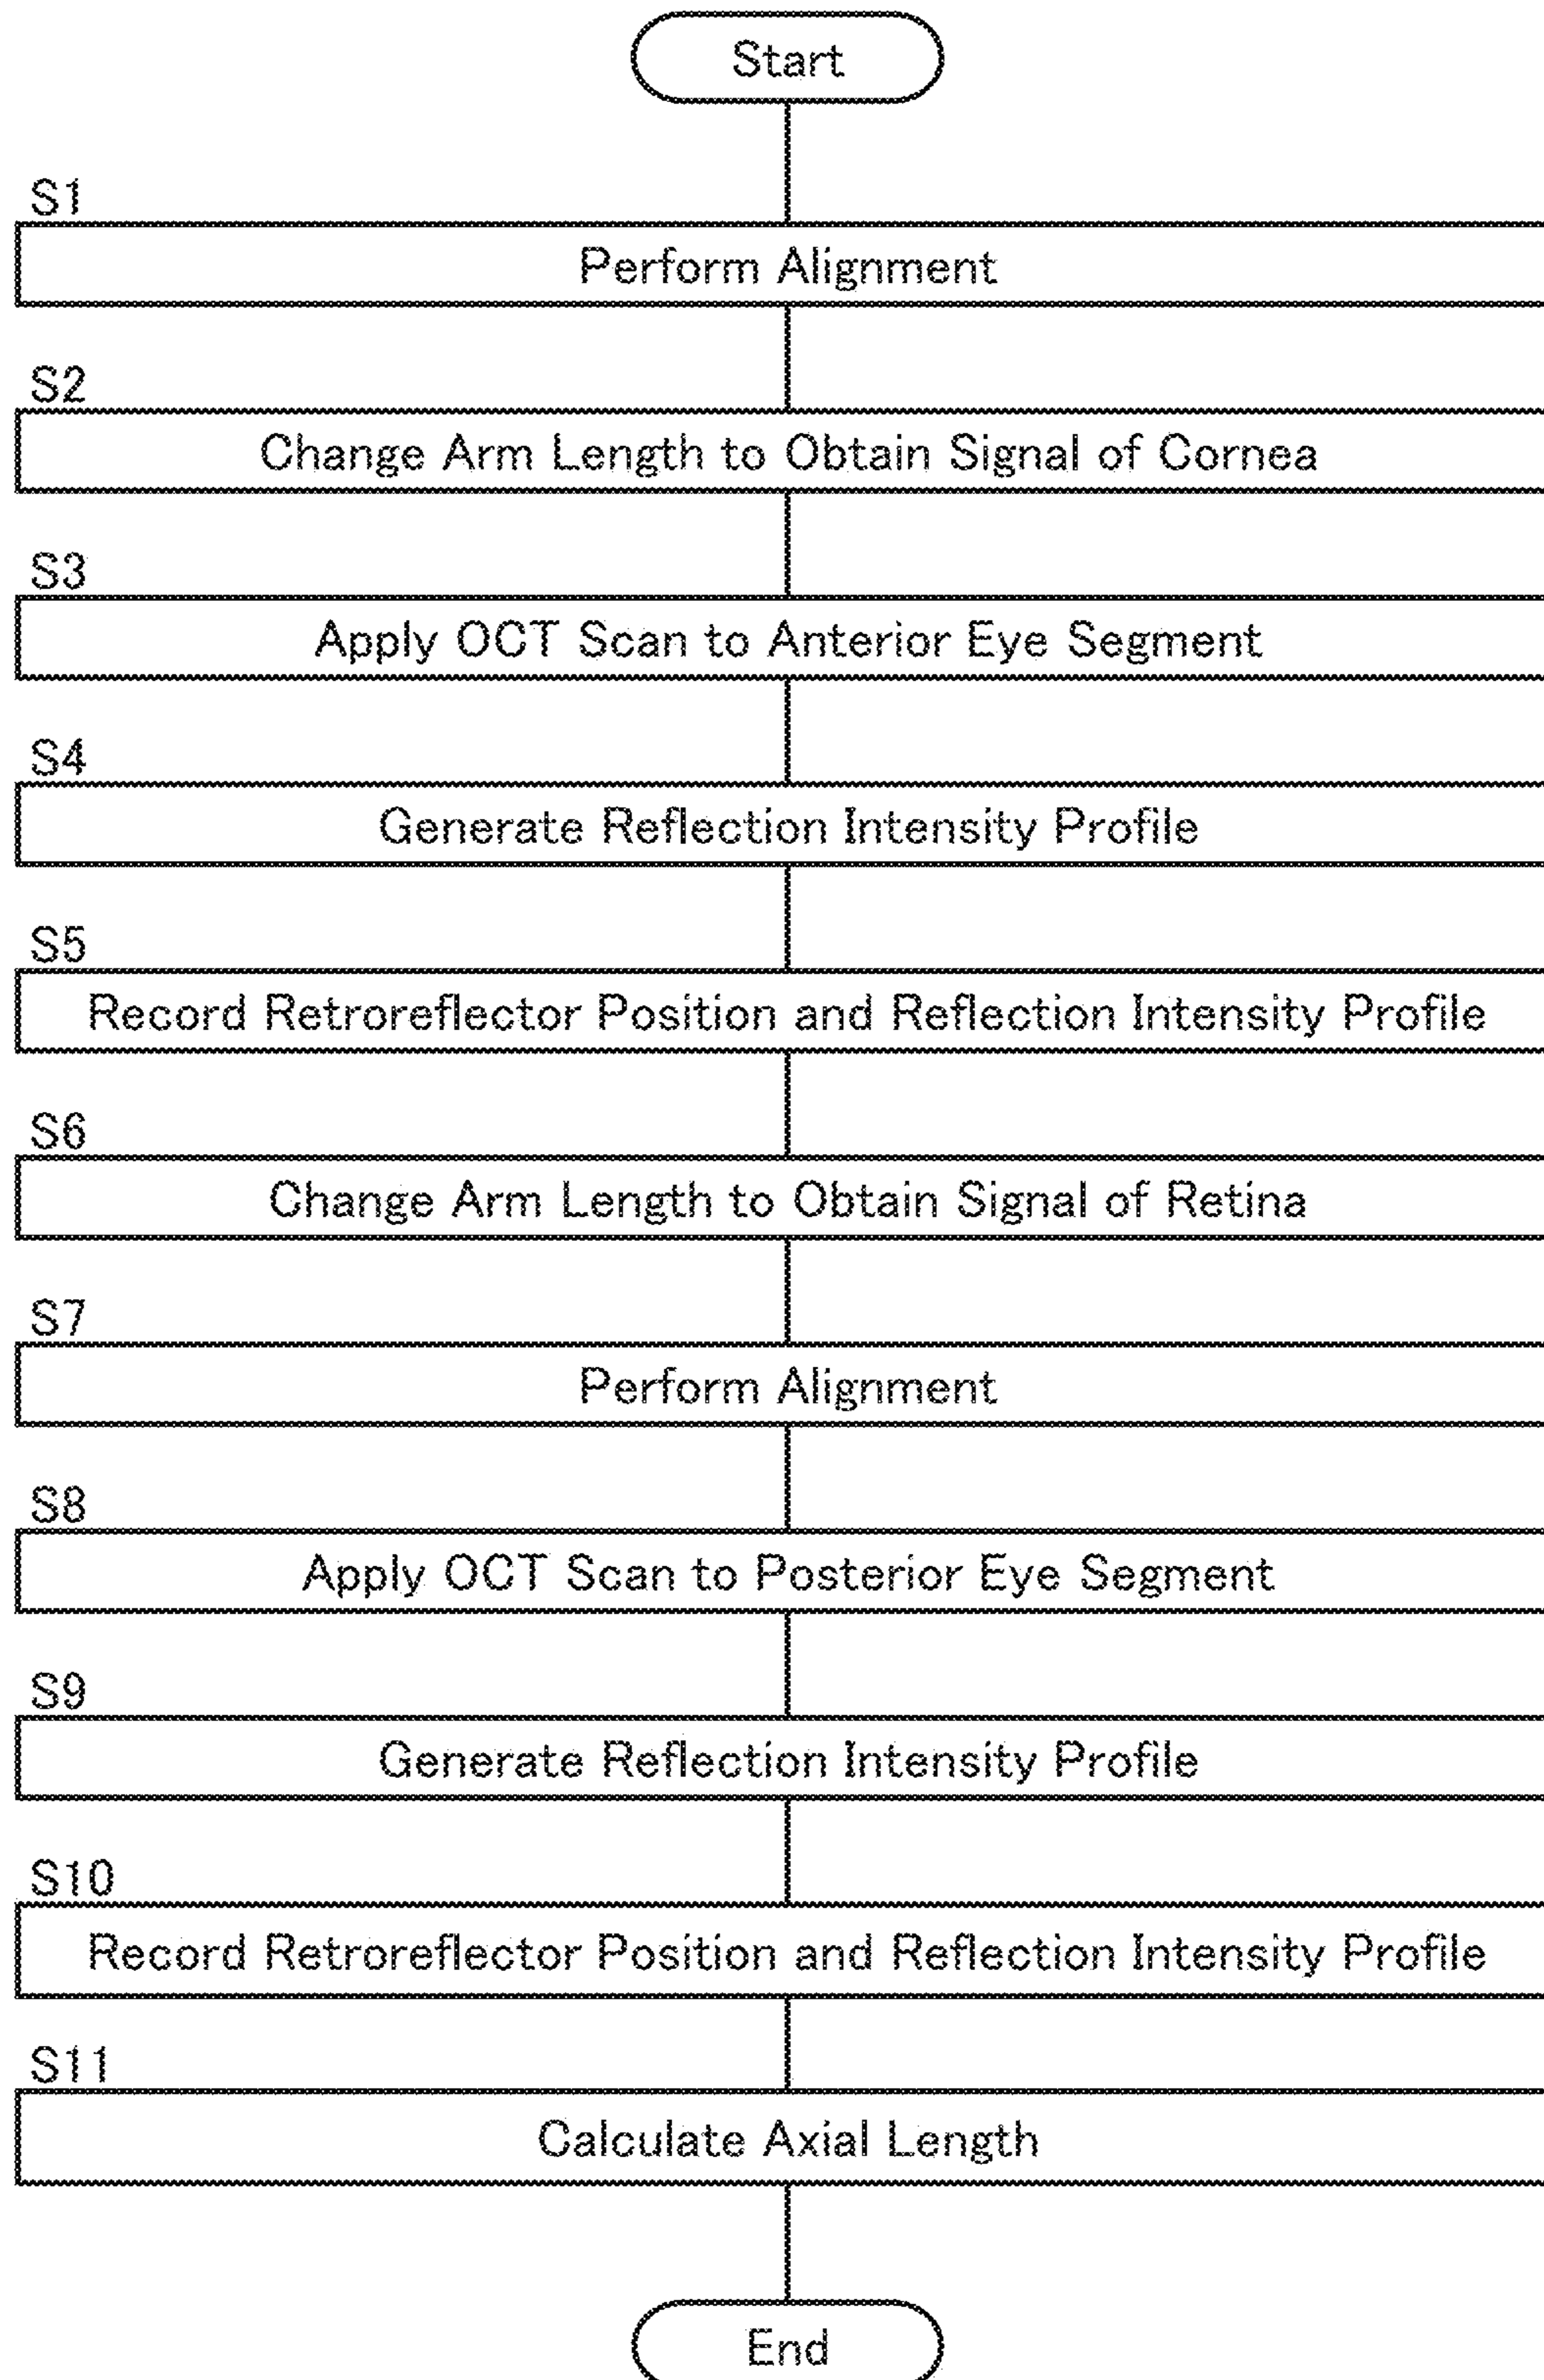 Start
S1
Perform Alignment
S2
Change Arm Length to Obtain Signal of Cornea
S3
Apply OCT Scan to Anterior Eye Segment
S4
Generate Reflection Intensity Profile
S5
Record Retroreflector Position and Reflection Intensity Profile
S6
Change Arm Length to Obtain Signal of Retina
S7
Perform Alignment
S8
Apply OCT Scan to Posterior Eye Segment
S9
Generate Reflection Intensity Profile
S10
Record Retroreflector Position and Reflection Intensity Profile
S11
Calculate Axial Length
End